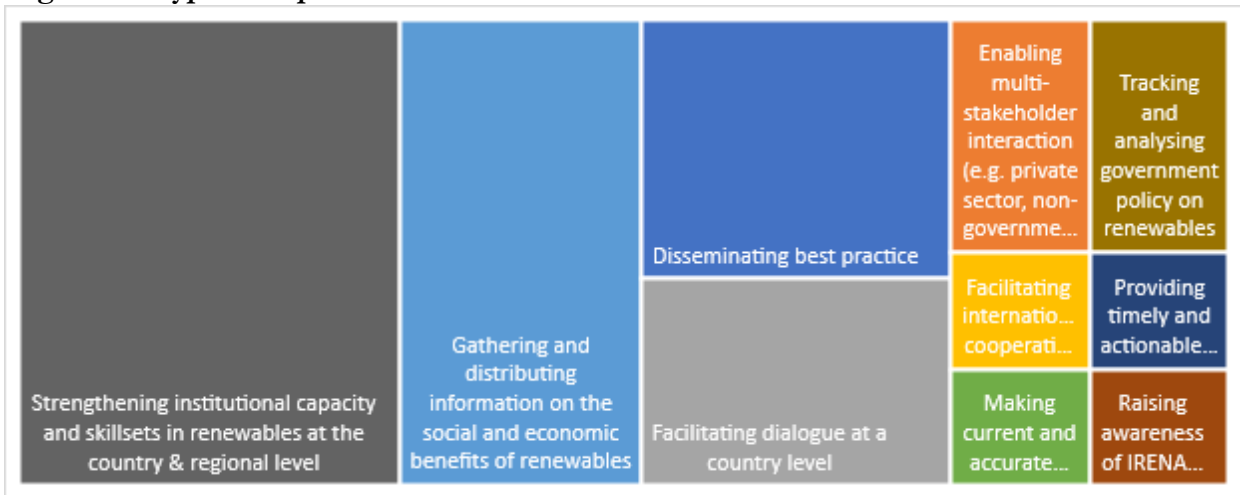 Strengthening institutional capacity
and skillsets in renewables at the
country & regional level
Gathering and
distributing
information on the
social and economic
benefits of renewables
Disseminating best practice
Facilitating dialogue at a
country level
Enabling
multi-
stakeholder
interaction
(e.g. private
sector, non-
governme...
Tracking
and
analysing
government
policy on
renewables
Facilitating
internatio...
cooperati...
Providing
timely and
actionable...
Making
current and
accurate...
Raising
awareness
of IRENA...